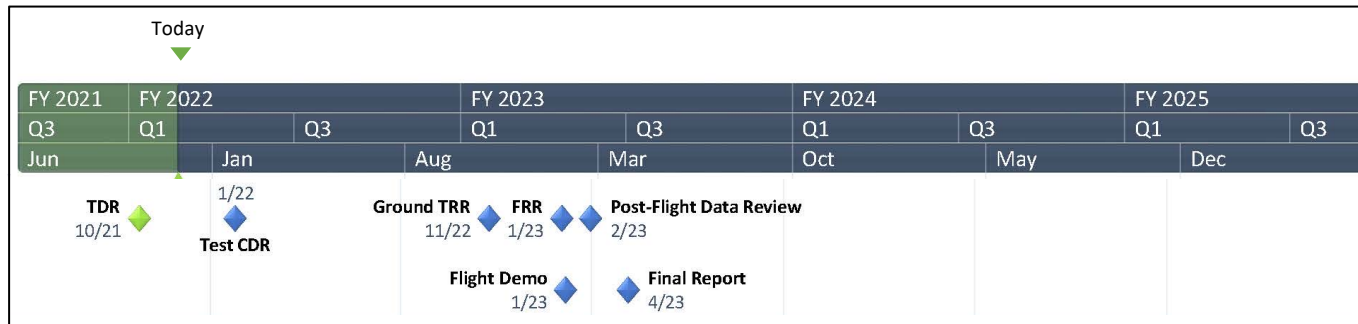 Today
FY 2021 FY 2022 FY 2023 FY 2024 FY 2025
Q3 Q1 Q3 Q1 Q3 Q1 Q3 Q1 Q3
Jun Jan Aug Mar Oct May Dec
TDR
10/21
1/22
Test CDR
Ground TRR
11/22
FRR
1/23
Post-Flight Data Review
2/23
Flight Demo
1/23
Final Report
4/23